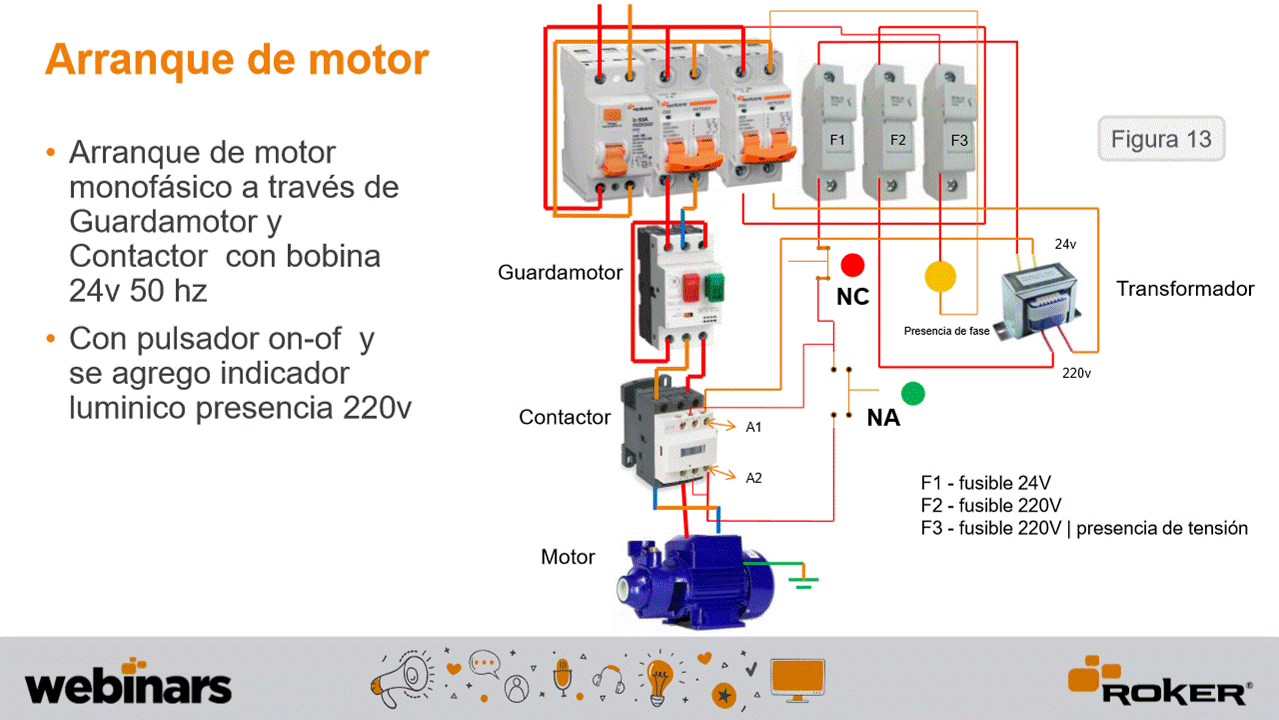 Arranque de motor
• Arranque de motor
monofásico a través de
Guardamotor y
Contactor con bobina
24v 50 hz
• Con pulsador on-of y
se agrego indicador
luminico presencia 220v
Figura 13
F1
F2
F3
Guardamotor
24v
NC
Transformador
Presencia de fase
220v
Contactor
NA
A1
A2
F1 - fusible 24V
F2 - fusible 220V
F3 - fusible 220V | presencia de tensión
Motor
webinars
ROKER®